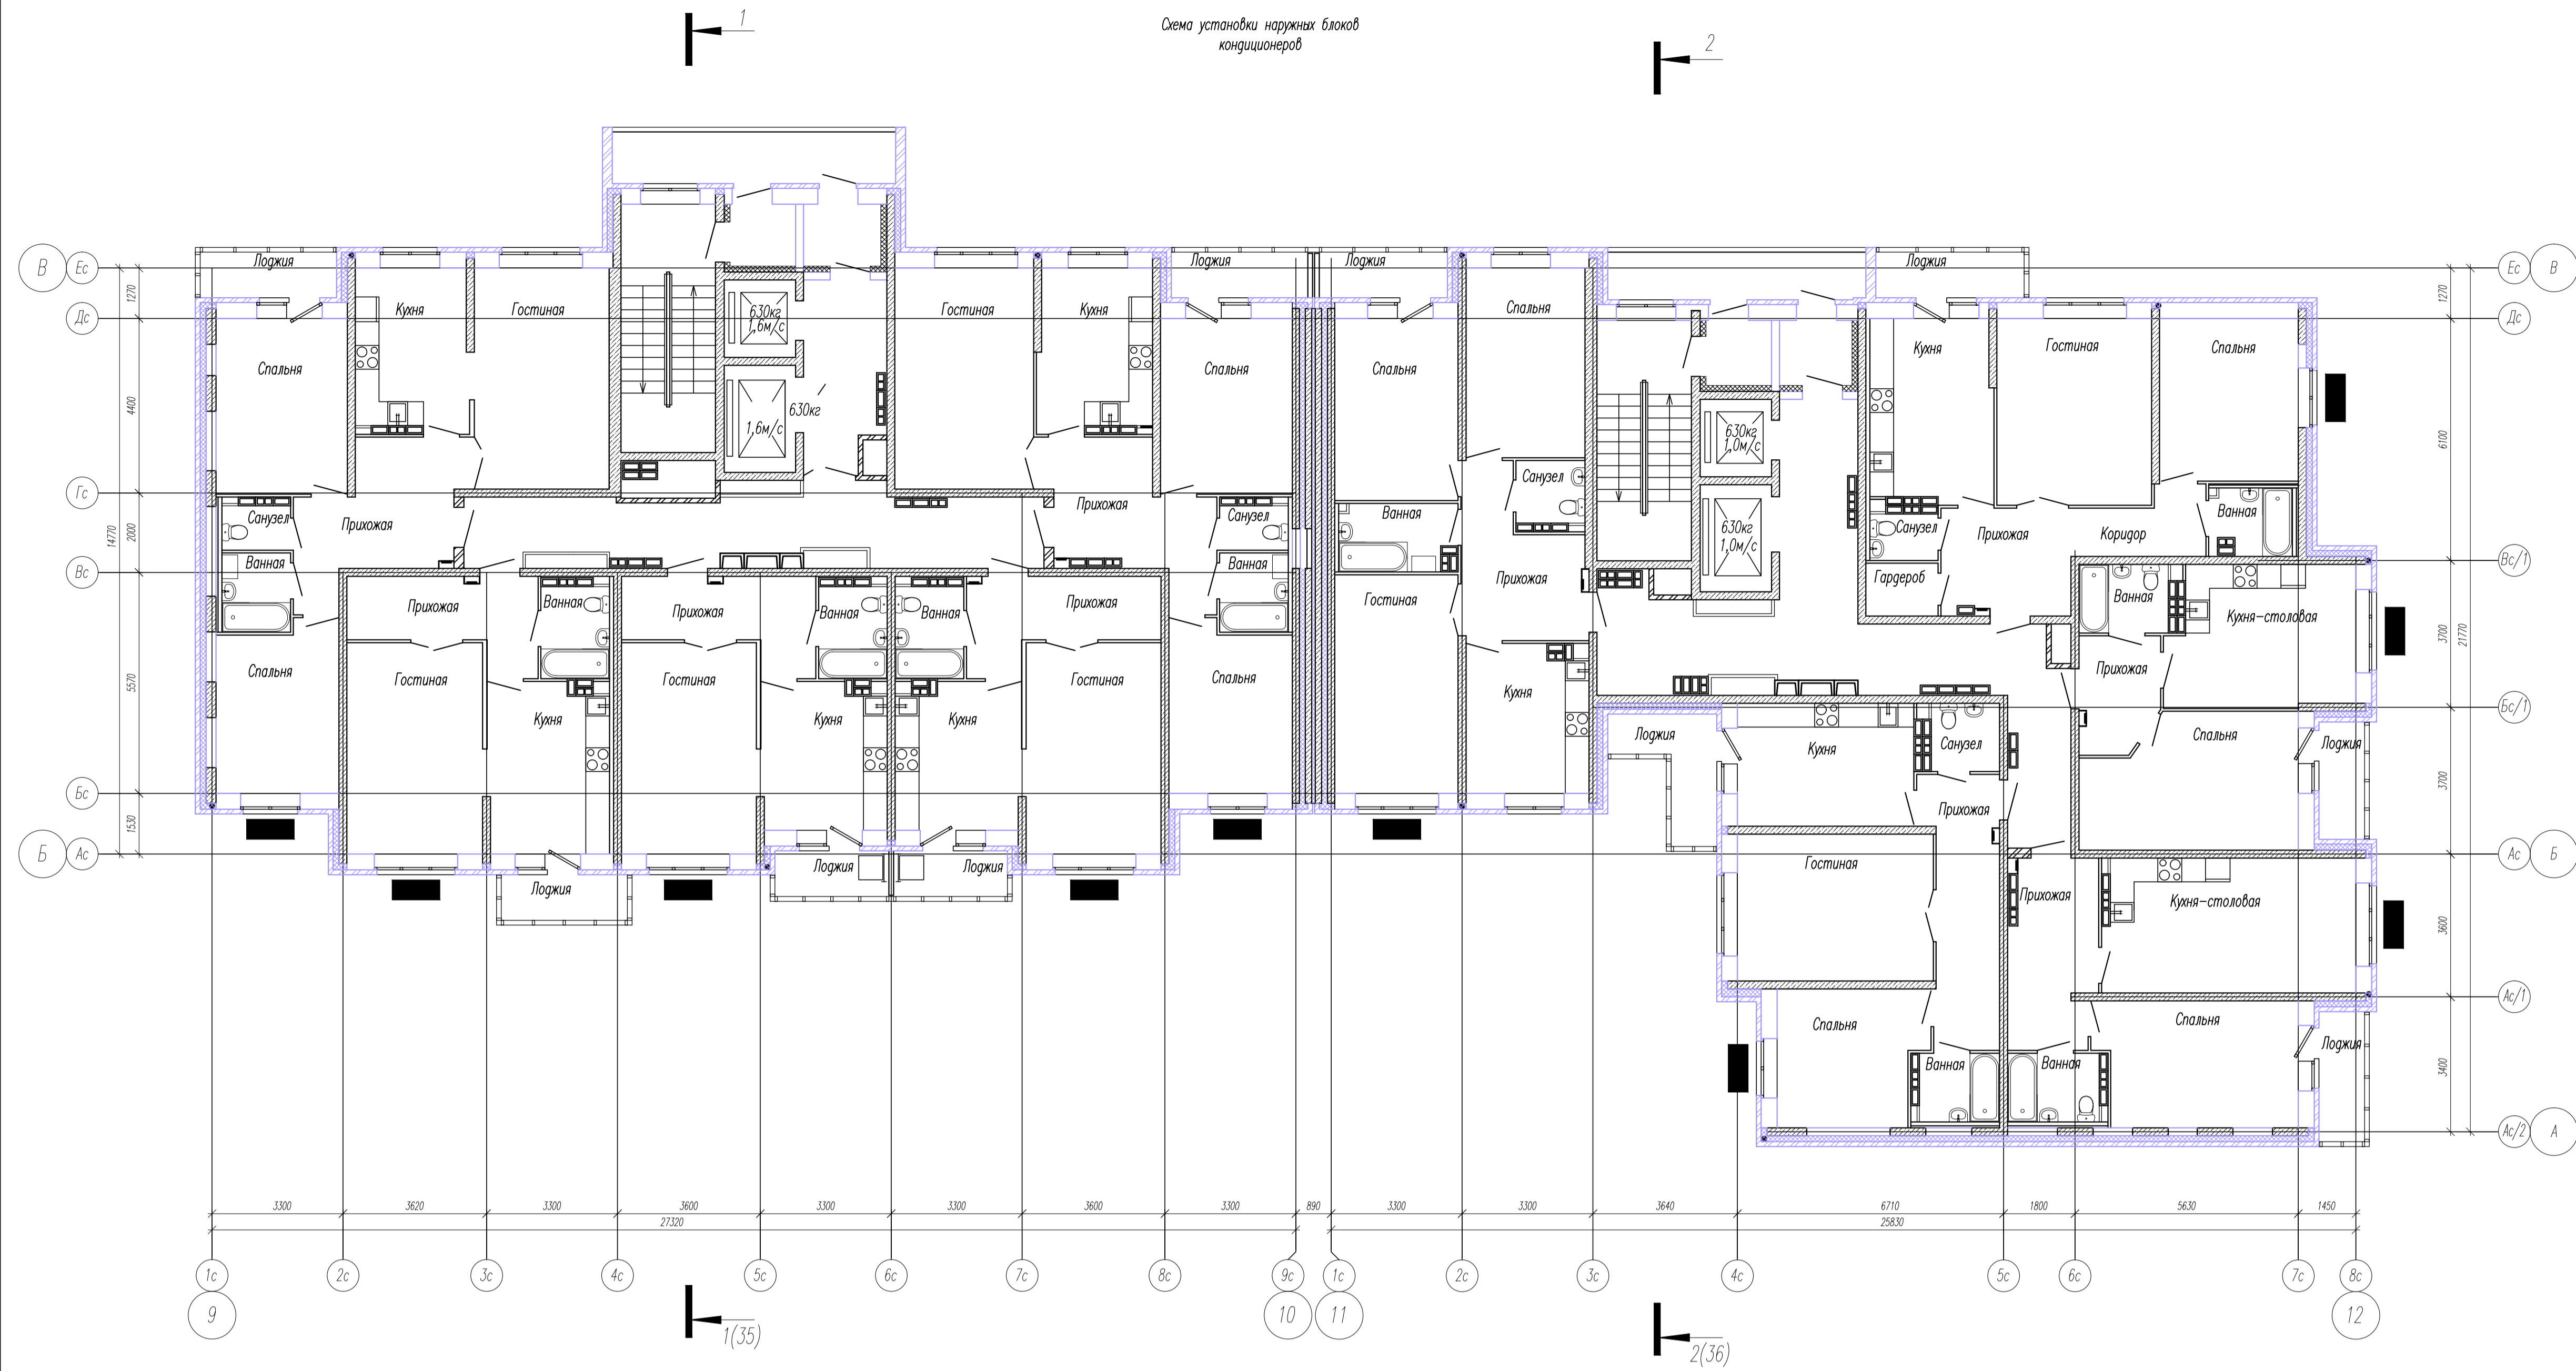 1
Схема установки наружных блоков
кондиционеров
2
Лоджия
Лоджия
Лоджия
Лоджия
В
Ес
Ес
В
1270
1270
Кухня
Гостиная
630кг
1,6м/с
Гостиная
Кухня
Спальня
Дс
Дс
Спальня
Спальня
Спальня
Кухня
Гостиная
Спальня
4400
630кг
1,6м/с
630кг
1,0м/с
6100
Гс
Санузел
Прихожая
Прихожая
Санузел
Ванная
Санузел
630кг
1,0м/с
Санузел
Прихожая
Коридор
Ванная
14770
2000
Ванная
Ванная
Вс
Вс/1
Прихожая
Ванная
Прихожая
Ванная
Ванная
Прихожая
Гостиная
Прихожая
Гардероб
Ванная
Кухня-столовая
3700
21770
Спальня
Гостиная
Гостиная
Гостиная
Спальня
Прихожая
5570
Кухня
Кухня
Кухня
Кухня
Бс/1
Лоджия
Кухня
Санузел
Спальня
Лоджия
Бс
3700
Прихожая
1530
Б
Ас
Ас
Б
Лоджия
Лоджия
Лоджия
Гостиная
Прихожая
Кухня-столовая
3600
Ас/1
Спальня
Спальня
Лоджия
Ванная
Ванная
3400
Ас/2
А
3300
3620
3300
3600
3300
3300
3600
3300
890
3300
3300
3640
6710
1800
5630
1450
27320
25830
1с
2с
3с
4с
5с
6с
7с
8с
9с
1с
2с
3с
4с
5с
6с
7с
8с
9
10
11
12
1(35)
2(36)